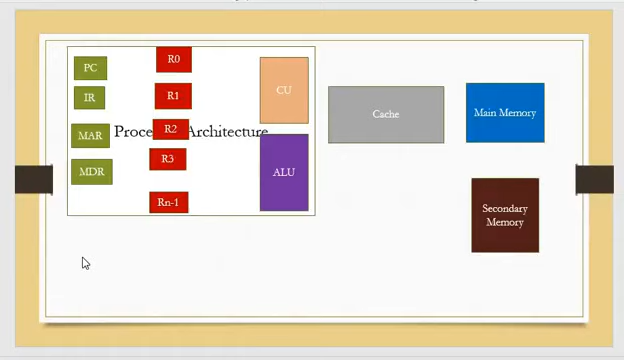 PC
IR
MAR
MDR
R0
R1
R2
R3
Rn-1
CU
ALU
Cache
Main Memory
Secondary
Memory